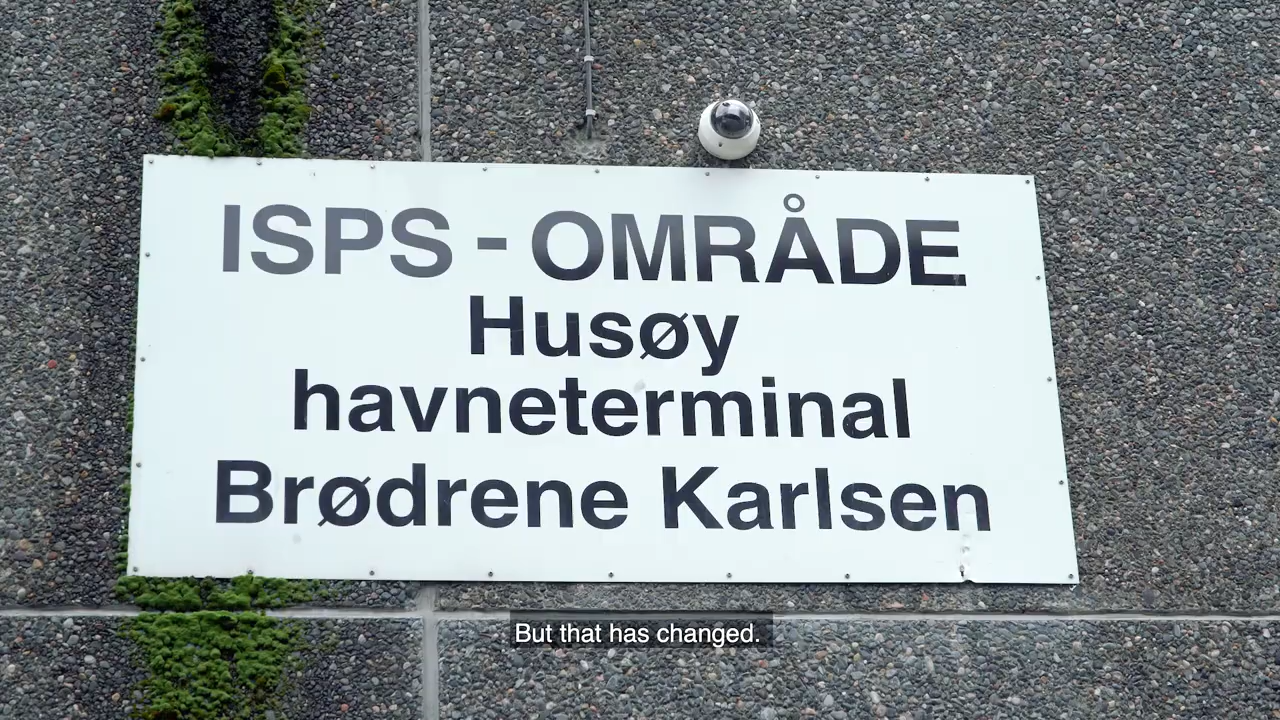 ISPS - OMRÅDE
Husøy
havneterminal
Brødrene Karlsen
But that has changed.